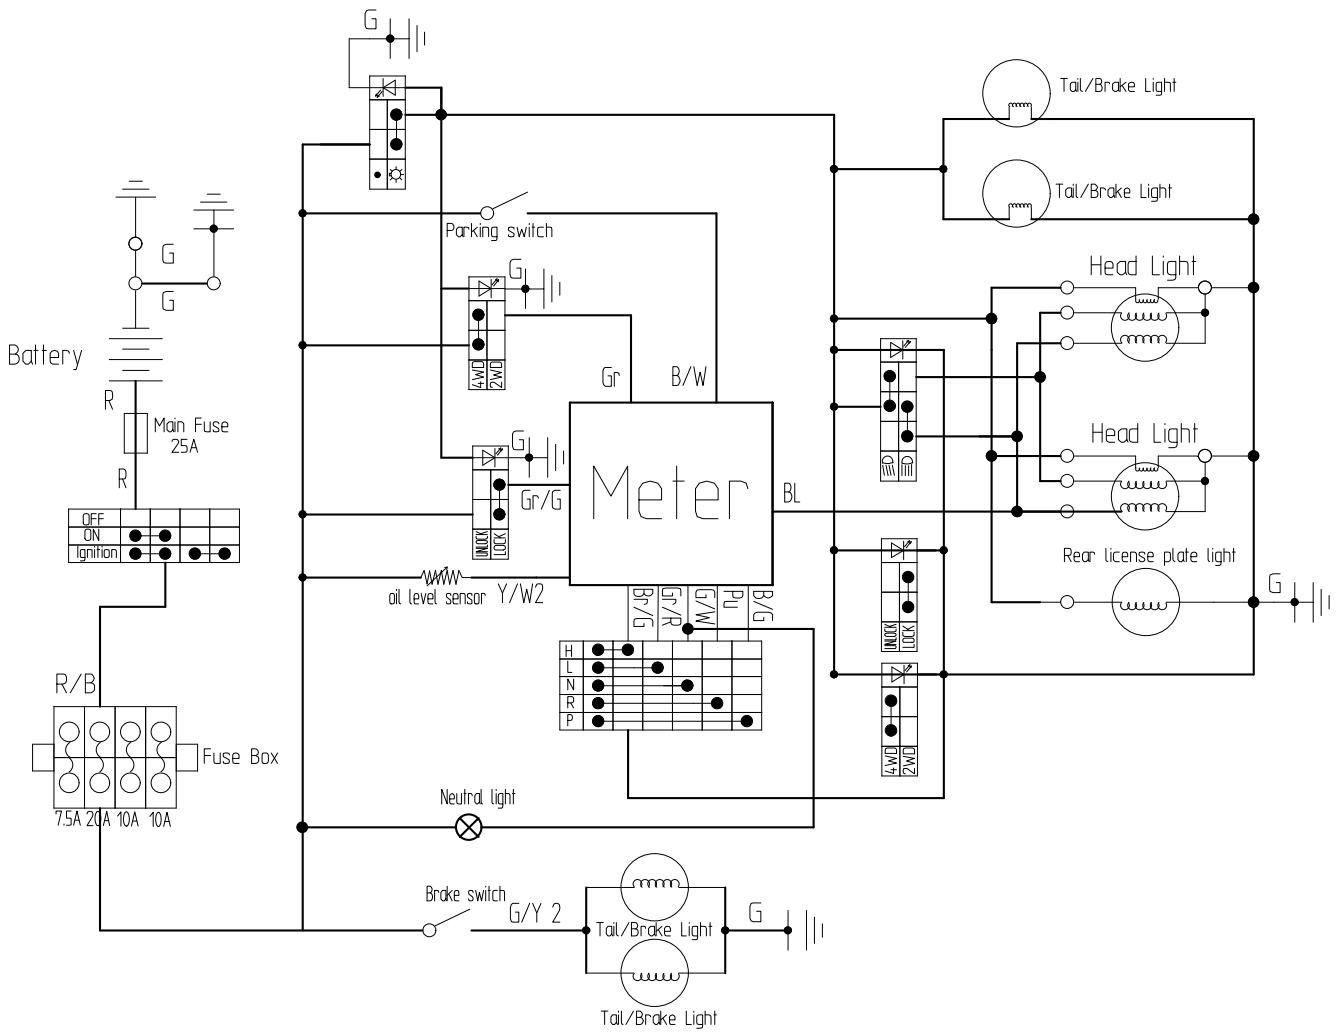 G
Tail/Brake Light
Tail/Brake Light
Parking switch
G
G
G
Head Light
Battery
R
Main Fuse
25A
R
4WD
2WD
Gr
B/W
G
Gr/G
UNLOCK
LOCK
Meter
BL
Head Light
OFF
ON
Ignition
oil level sensor
Y/W2
Br/G
Gr/R
G/W
Pu
B/G
UNLOCK
LOCK
Rear license plate light
G
H
L
N
R
P
R/B
Fuse Box
7.5A 20A 10A 10A
4WD
2WD
Neutral light
Brake switch
G/Y 2
Tail/Brake Light
G
Tail/Brake Light